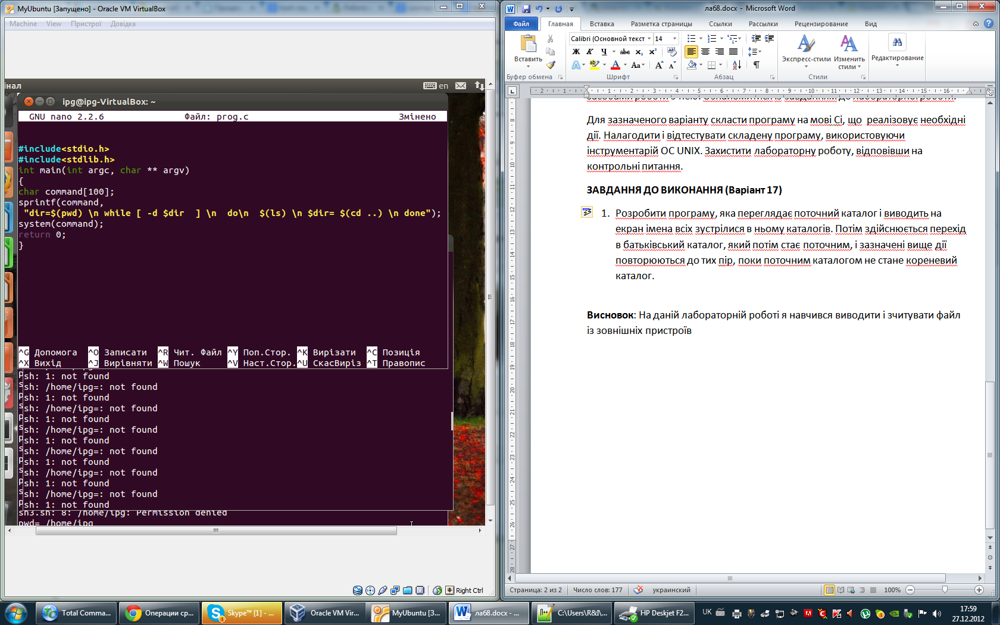 MyUbuntu [Запущено] - Oracle VM VirtualBox
Machine View Пристрої Довідка
інал
en
ipg@ipg-VirtualBox: ~
GNU nano 2.2.6 Файл: prog.c Змінено
#include<stdio.h>
#include<stdlib.h>
int main(int argc, char ** argv)
{
char command[100];
sprintf(command,
"dir=$(pwd) \n while [ -d $dir  ] \n  do\n  $(ls) \n $dir= $(cd ..) \n done");
system(command);
return 0;
}
^G Допомога ^O Записати ^R Чит. Файл ^Y Поп.Стор. ^K Вирізати ^C Позиція
^X Вихід ^J Вирівняти ^W Пошук ^V Наст.Стор. ^U СкасВиріз ^T Правопис
sh: 1: not found
sh: /home/ipg=: not found
sh: 1: not found
sh: /home/ipg=: not found
sh: 1: not found
sh: /home/ipg=: not found
sh: 1: not found
sh: /home/ipg=: not found
sh: 1: not found
sh: /home/ipg=: not found
sh: 1: not found
sh: /home/ipg=: not found
sh: 1: not found
sh3.sh: 8: /home/ipg: Permission denied
pwd= /home/ipg
Right Ctrl
ла68.docx - Microsoft Word
Файл Главная Вставка Разметка страницы Ссылки Рассылки Рецензирование Вид
Вставить
Calibri (Основной текст 14
Экспресс-стили Изменить стили Редактирование
Буфер обмена Шрифт Абзац Стили
Для зазначеного варіанту скласти програму на мові Сі, що  реалізовує необхідні
дії. Налагодити і відтестувати складену програму, використовуючи
інструментарій ОС UNIX. Захистити лабораторну роботу, відповівши на
контрольні питання.
ЗАВДАННЯ ДО ВИКОНАННЯ (Варіант 17)
1. Розробити програму, яка переглядає поточний каталог і виводить на
екран імена всіх зустрілися в ньому каталогів. Потім здійснюється перехід
в батьківський каталог, який потім стає поточним, і зазначені вище дії
повторюються до тих пір, поки поточним каталогом не стане кореневий
каталог.
Висновок: На даній лабораторній роботі я навчився виводити і зчитувати файл
із зовнішніх пристроїв
Страница: 2 из 2 Число слов: 177 украинский 100%
Total Comma... Операции ср... Skype™ [1] - ... Oracle VM Vir... MyUbuntu [З... ла68.docx - ... C:\Users\R&I\... HP Deskjet F2...
UK
17:59
27.12.2012